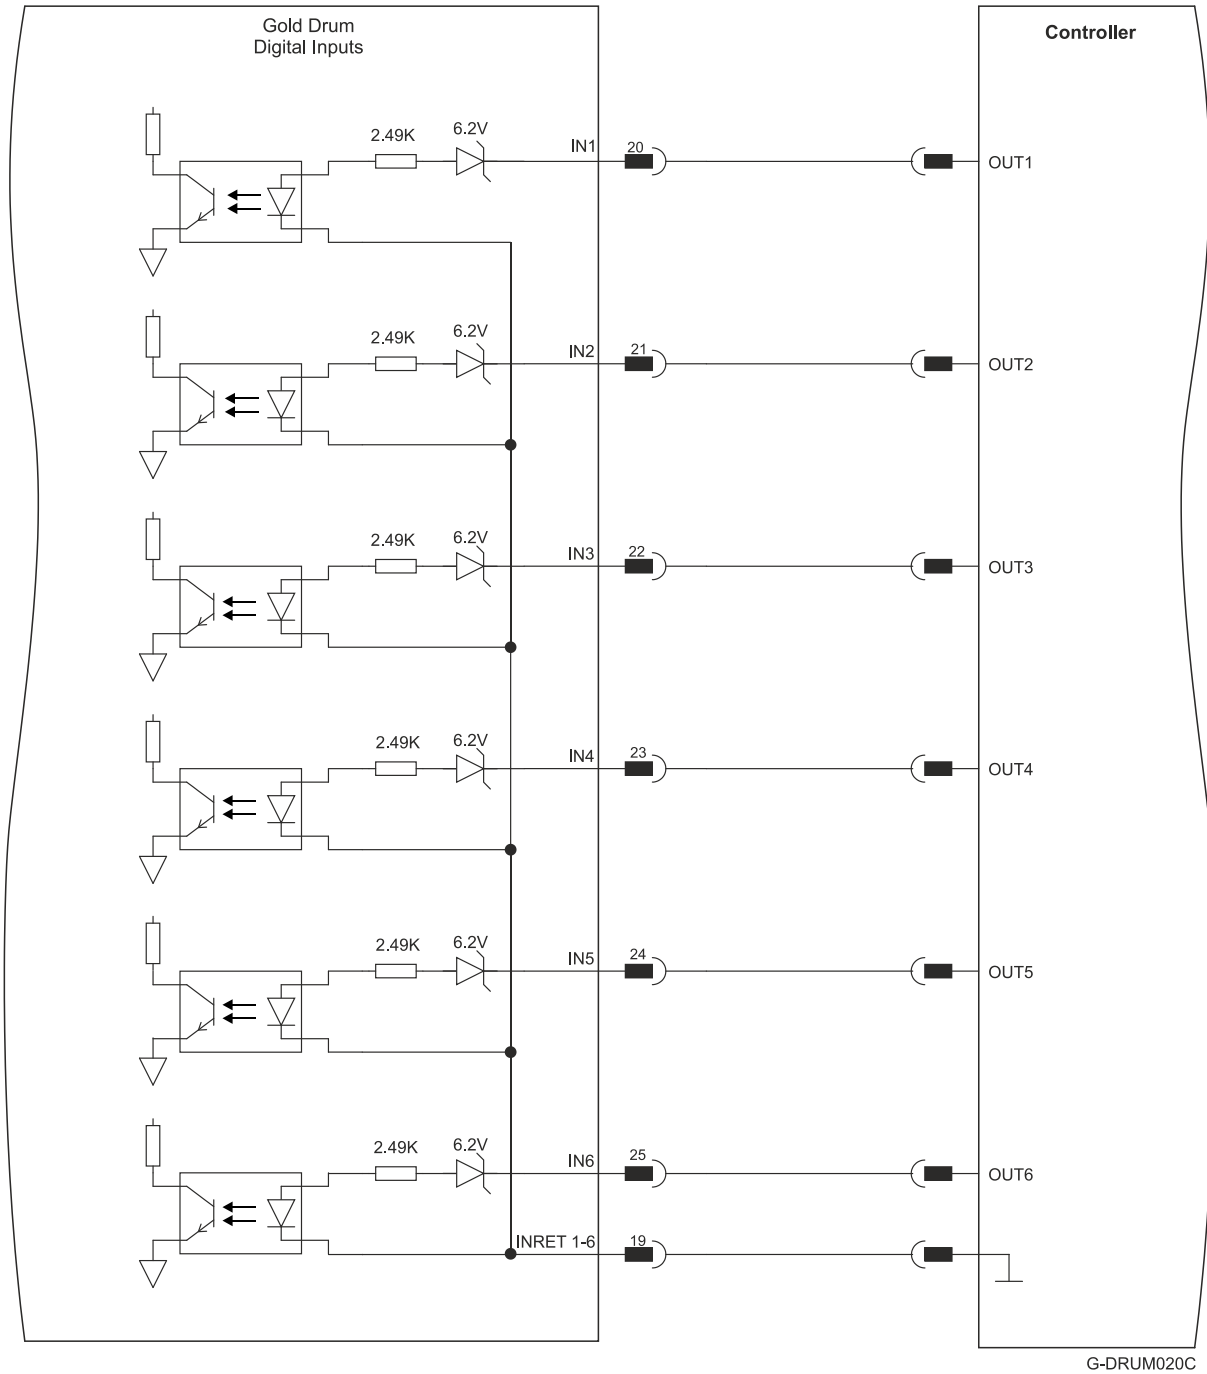 Gold Drum
Digital Inputs
Controller
2.49K
6.2V
IN1
20
OUT1
2.49K
6.2V
IN2
21
OUT2
2.49K
6.2V
IN3
22
OUT3
2.49K
6.2V
IN4
23
OUT4
2.49K
6.2V
IN5
24
OUT5
2.49K
6.2V
IN6
25
OUT6
INRET 1-6
19
G-DRUM020C